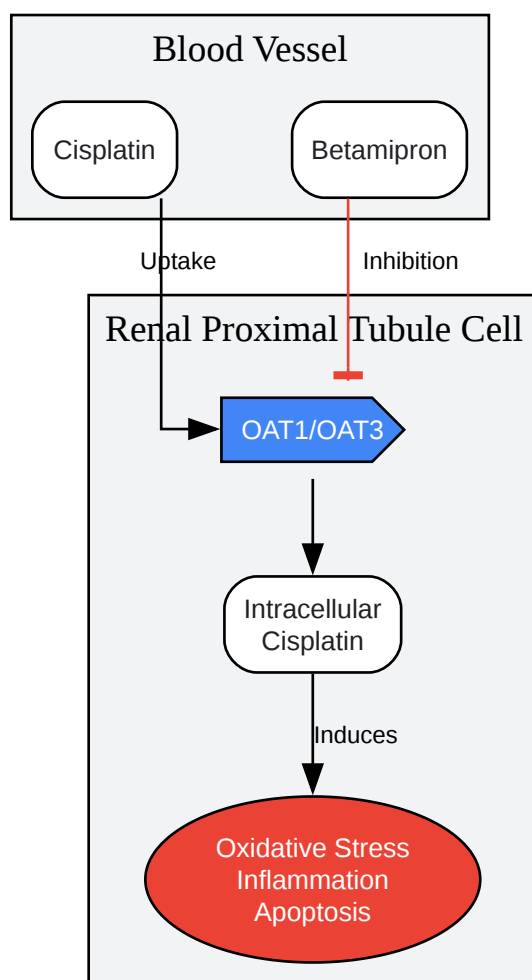 Blood Vessel
Cisplatin
Betamipron
Uptake
Inhibition
Renal Proximal Tubule Cell
OAT1/OAT3
Intracellular
Cisplatin
Induces
Oxidative Stress
Inflammation
Apoptosis